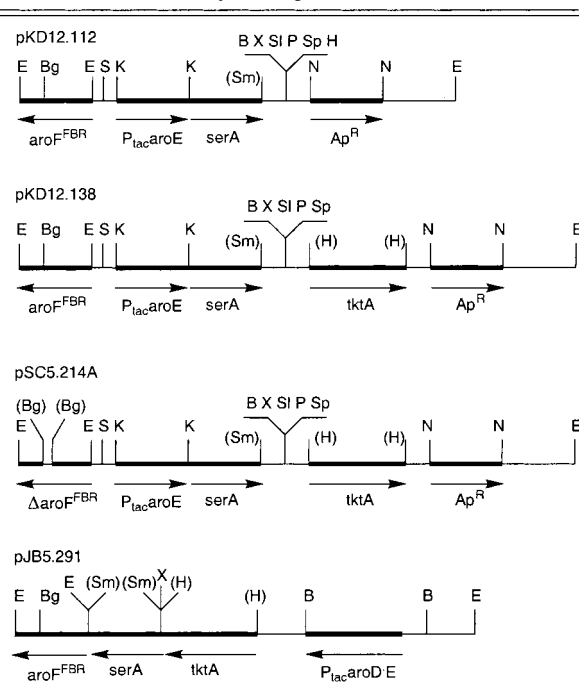 pKD12.112
B X Sl P Sp H
E Bg E S K K (Sm) N N E
aroF^FBR P_tac aroE serA Ap^R
pKD12.138
B X Sl P Sp
E Bg E S K K (Sm) (H) (H) N N E
aroF^FBR P_tac aroE serA tktA Ap^R
pSC5.214A
(Bg) (Bg) B X Sl P Sp
E E S K K (Sm) (H) (H) N N E
ΔaroF^FBR P_tac aroE serA tktA Ap^R
pJB5.291
E Bg E (Sm) (Sm) X (H) (H) B B E
aroF^FBR serA tktA P_tac aroD·E